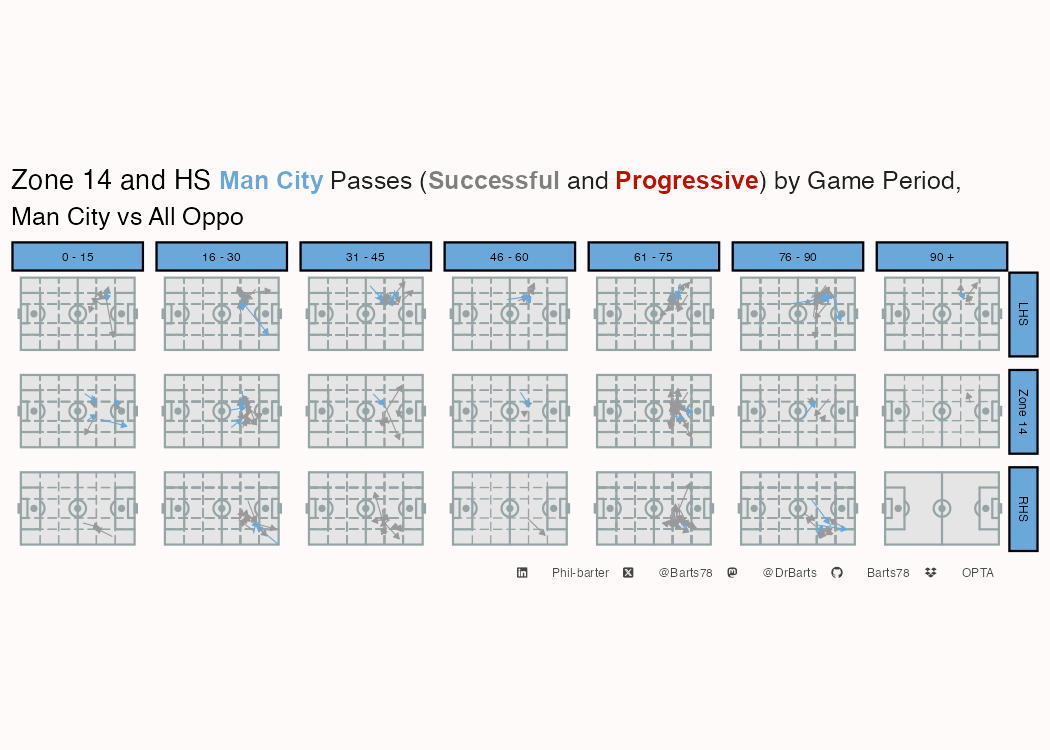 Zone 14 and HS Man City Passes (Successful and Progressive) by Game Period,
Man City vs All Oppo
0 - 15
16 - 30
31 - 45
46 - 60
61 - 75
76 - 90
90 +
LHS
Zone 14
RHS
Phil-barter @Barts78 @DrBarts Barts78 OPTA